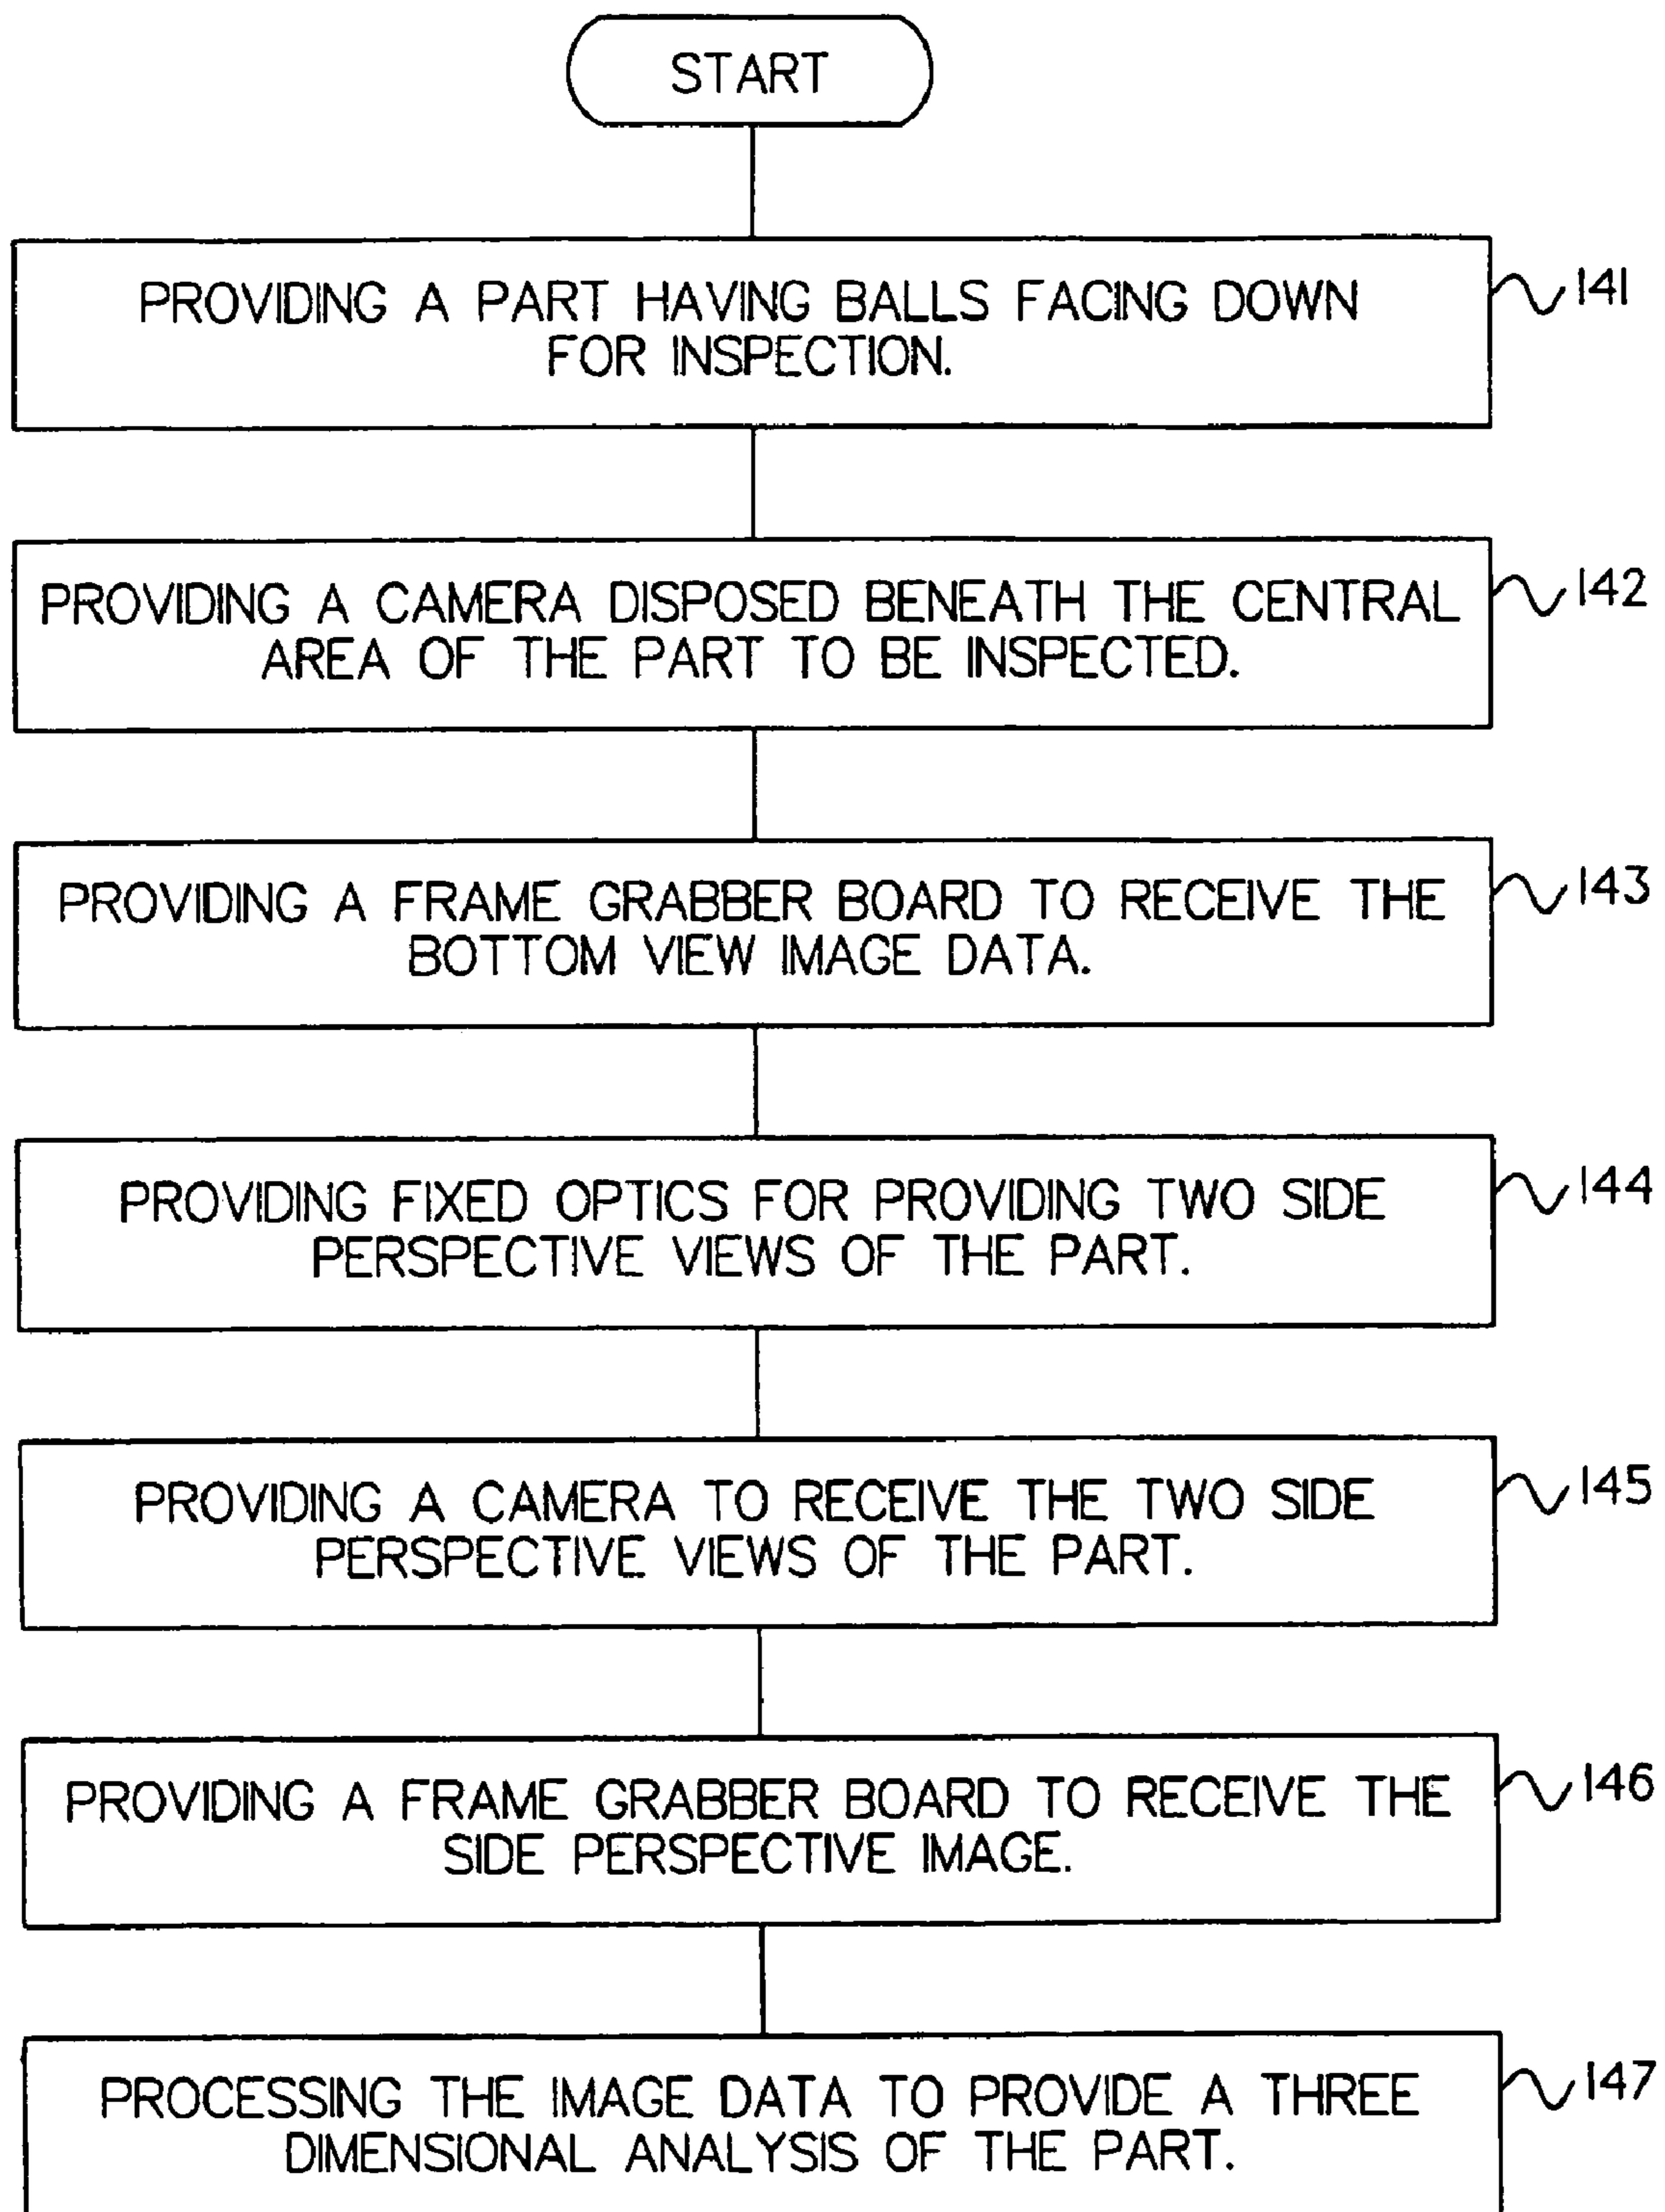 START
PROVIDING A PART HAVING BALLS FACING DOWN
FOR INSPECTION.
141
PROVIDING A CAMERA DISPOSED BENEATH THE CENTRAL
AREA OF THE PART TO BE INSPECTED.
142
PROVIDING A FRAME GRABBER BOARD TO RECEIVE THE
BOTTOM VIEW IMAGE DATA.
143
PROVIDING FIXED OPTICS FOR PROVIDING TWO SIDE
PERSPECTIVE VIEWS OF THE PART.
144
PROVIDING A CAMERA TO RECEIVE THE TWO SIDE
PERSPECTIVE VIEWS OF THE PART.
145
PROVIDING A FRAME GRABBER BOARD TO RECEIVE THE
SIDE PERSPECTIVE IMAGE.
146
PROCESSING THE IMAGE DATA TO PROVIDE A THREE
DIMENSIONAL ANALYSIS OF THE PART.
147